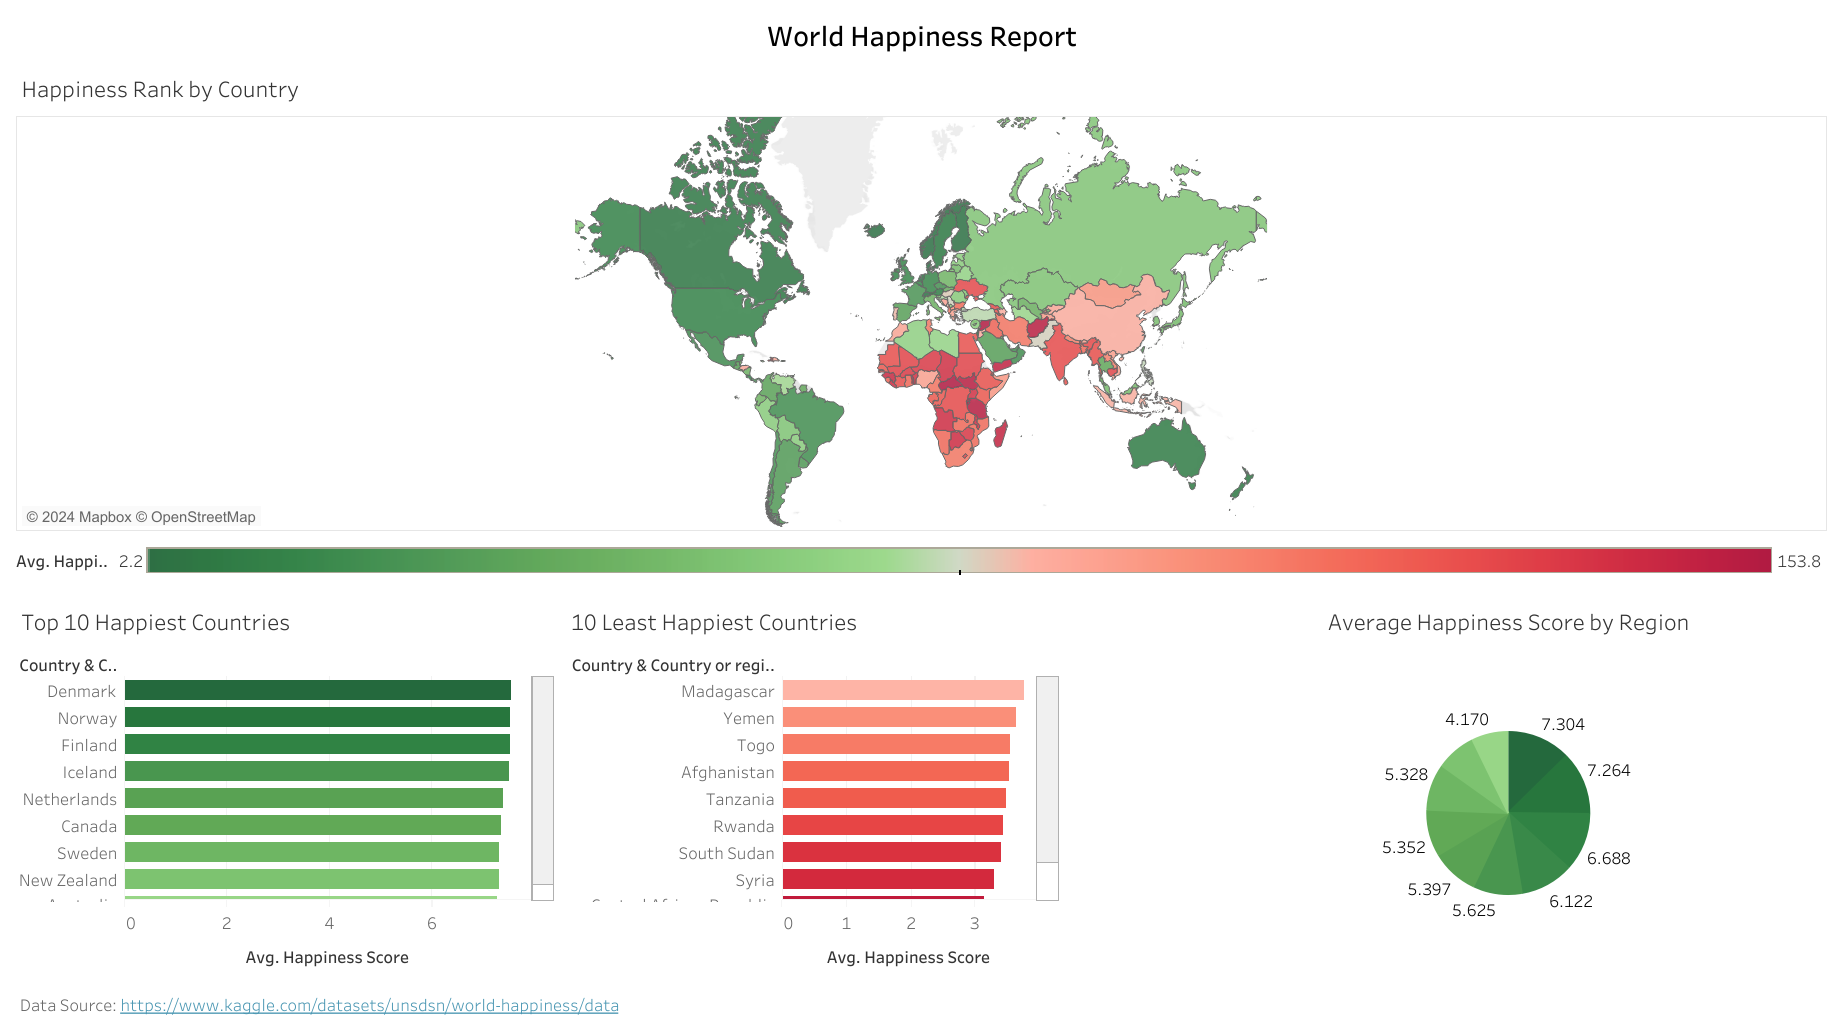 World Happiness Report
Happiness Rank by Country
© 2024 Mapbox © OpenStreetMap
Avg. Happi.. 2.2 153.8
Top 10 Happiest Countries
Country & C..
Denmark
Norway
Finland
Iceland
Netherlands
Canada
Sweden
New Zealand
0 2 4 6
Avg. Happiness Score
10 Least Happiest Countries
Country & Country or regi..
Madagascar
Yemen
Togo
Afghanistan
Tanzania
Rwanda
South Sudan
Syria
0 1 2 3
Avg. Happiness Score
Average Happiness Score by Region
7.304
7.264
6.688
6.122
5.625
5.397
5.352
5.328
4.170
Data Source: https://www.kaggle.com/datasets/unsdsn/world-happiness/data